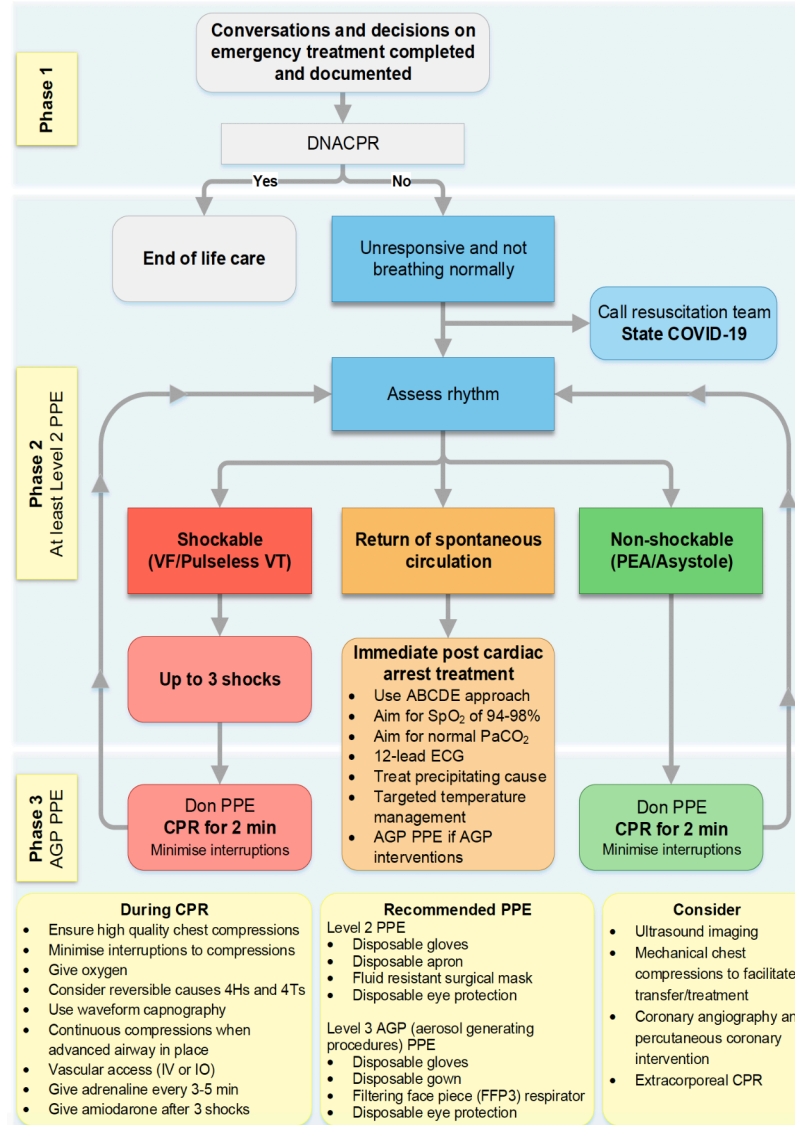 Conversations and decisions on
emergency treatment completed
and documented
Phase 1
DNACPR
Yes
No
End of life care
Unresponsive and not
breathing normally
Call resuscitation team
State COVID-19
Assess rhythm
Phase 2
At least Level 2 PPE
Shockable
(VF/Pulseless VT)
Return of spontaneous
circulation
Non-shockable
(PEA/Asystole)
Up to 3 shocks
Immediate post cardiac
arrest treatment
• Use ABCDE approach
• Aim for SpO₂ of 94-98%
• Aim for normal PaCO₂
• 12-lead ECG
• Treat precipitating cause
• Targeted temperature
management
• AGP PPE if AGP
interventions
Phase 3
AGP PPE
Don PPE
CPR for 2 min
Minimise interruptions
Don PPE
CPR for 2 min
Minimise interruptions
During CPR
• Ensure high quality chest compressions
• Minimise interruptions to compressions
• Give oxygen
• Consider reversible causes 4Hs and 4Ts
• Use waveform capnography
• Continuous compressions when
advanced airway in place
• Vascular access (IV or IO)
• Give adrenaline every 3-5 min
• Give amiodarone after 3 shocks
Recommended PPE
Level 2 PPE
• Disposable gloves
• Disposable apron
• Fluid resistant surgical mask
• Disposable eye protection
Level 3 AGP (aerosol generating
procedures) PPE
• Disposable gloves
• Disposable gown
• Filtering face piece (FFP3) respirator
• Disposable eye protection
Consider
• Ultrasound imaging
• Mechanical chest
compressions to facilitate
transfer/treatment
• Coronary angiography an
percutaneous coronary
intervention
• Extracorporeal CPR